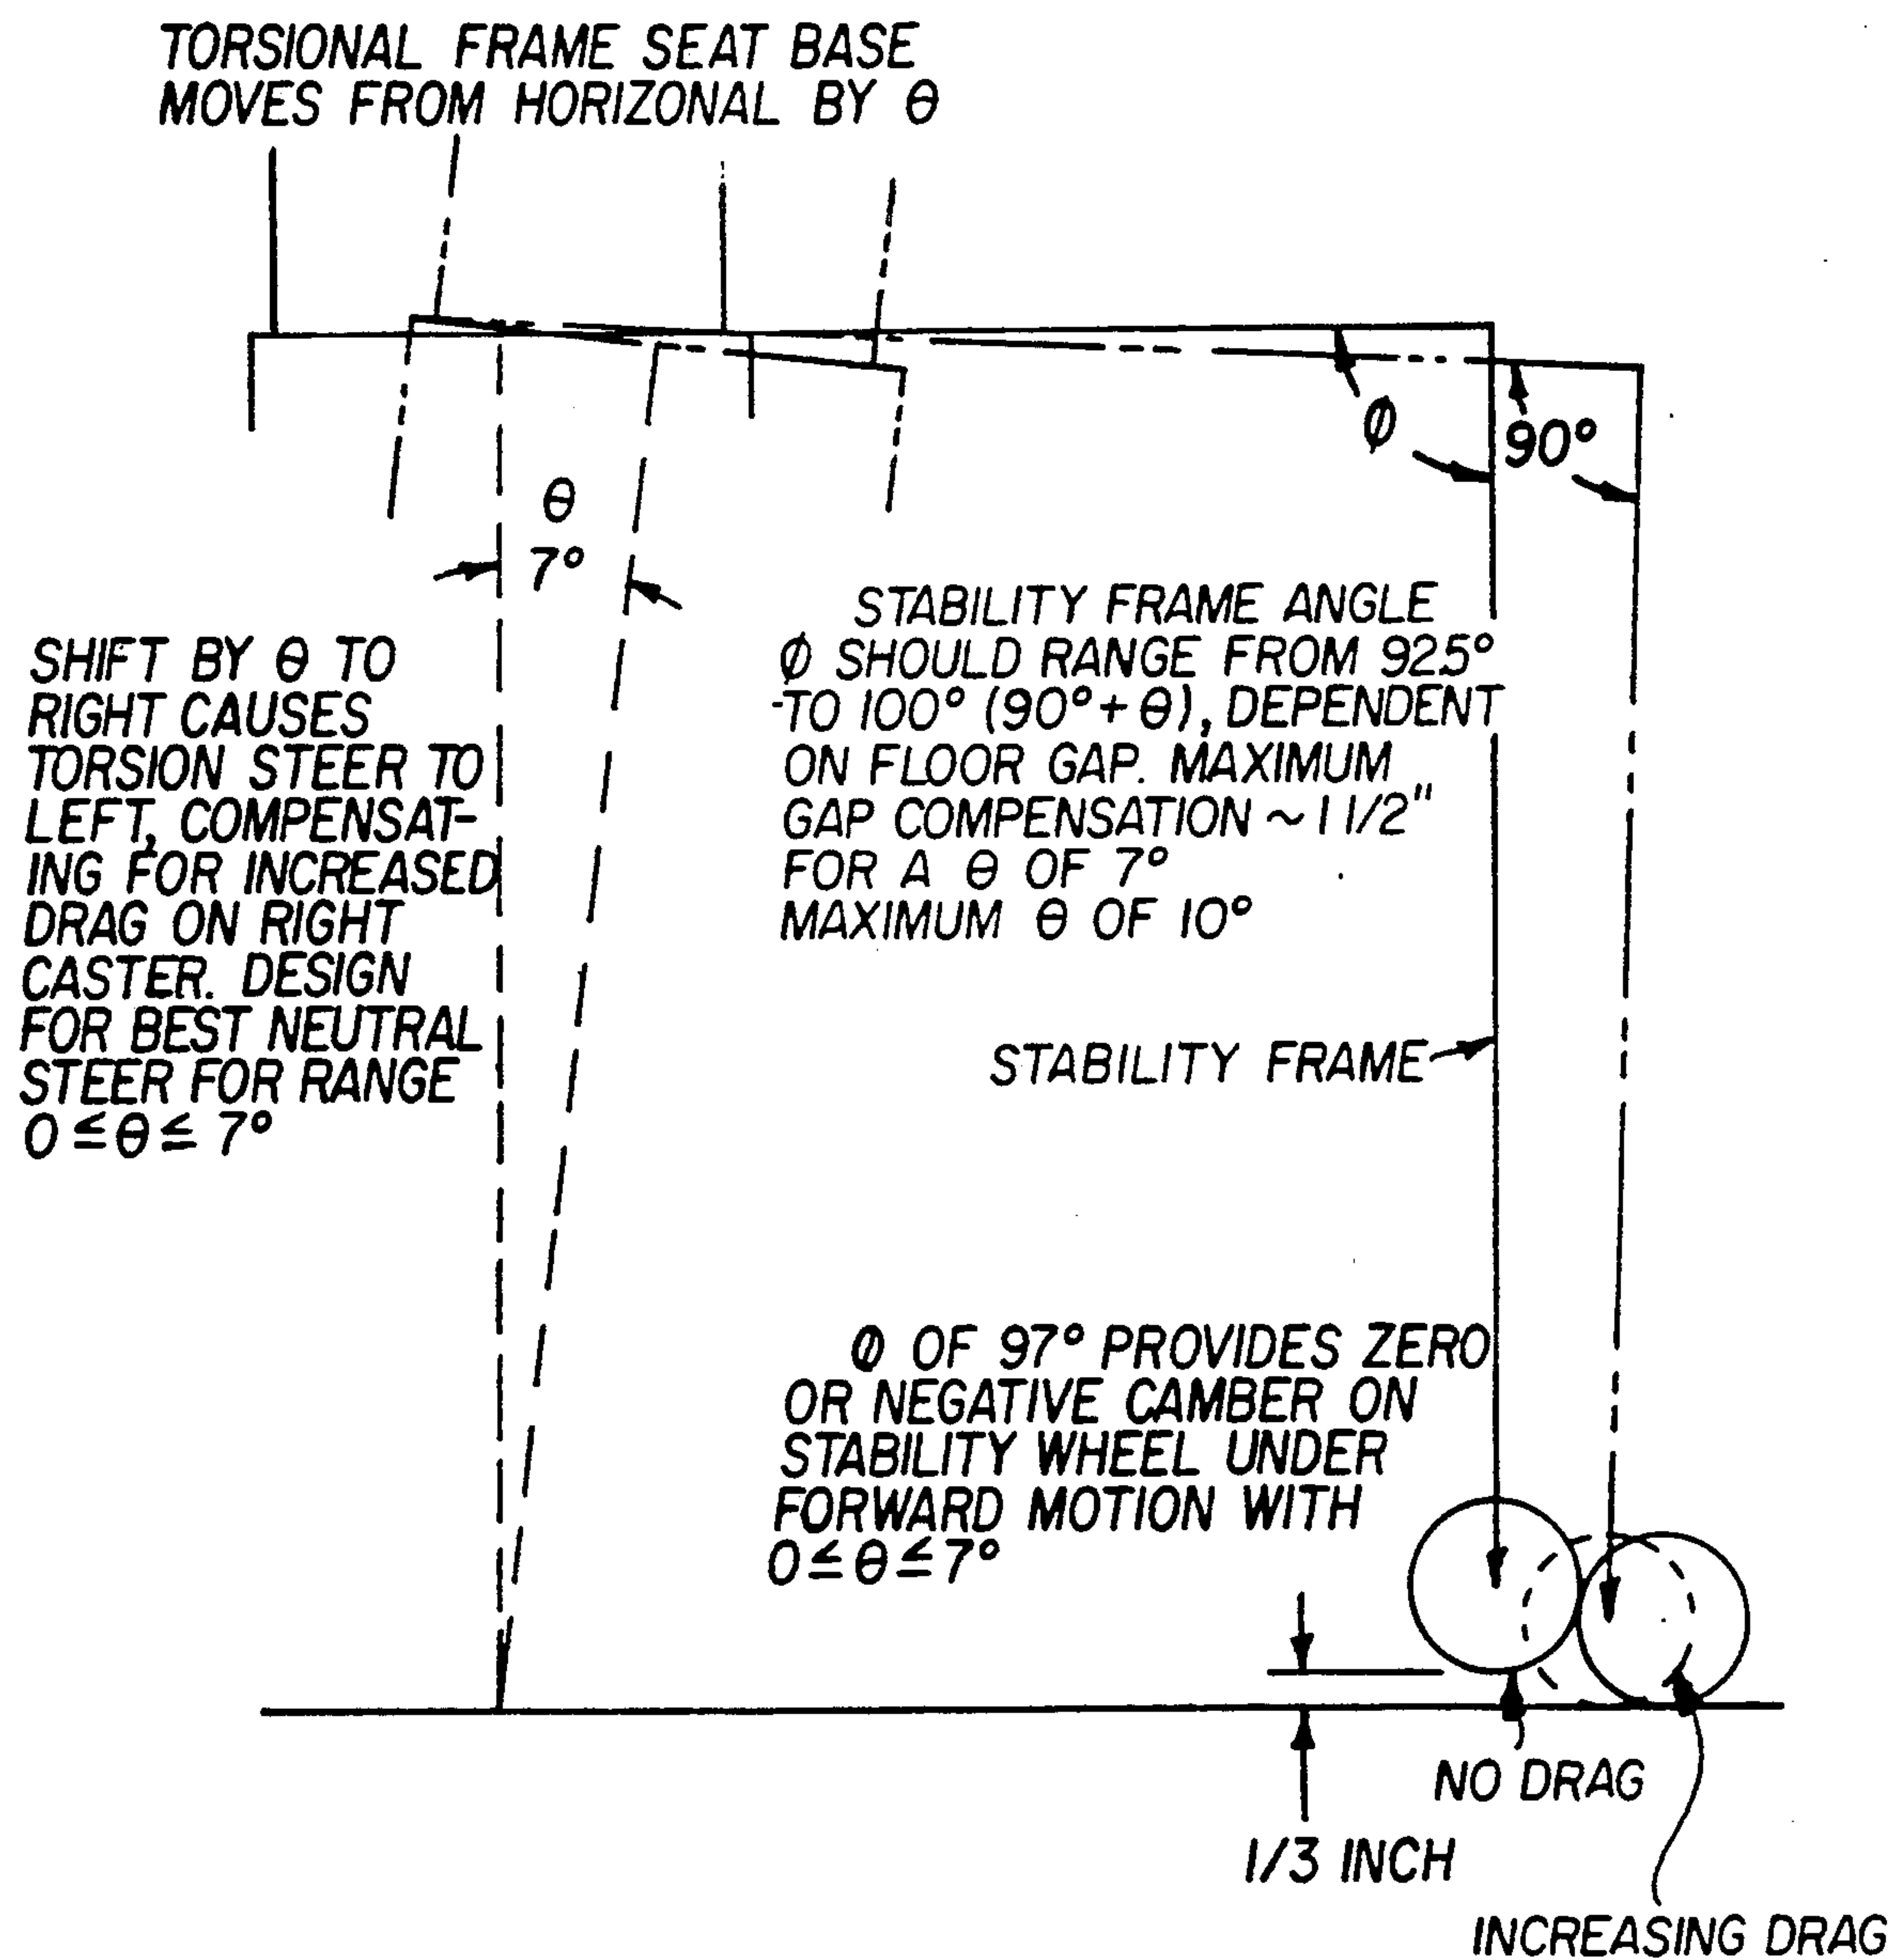 TORSIONAL FRAME SEAT BASE
MOVES FROM HORIZONAL BY θ
ϕ
90°
θ
7°
SHIFT BY θ TO
RIGHT CAUSES
TORSION STEER TO
LEFT, COMPENSAT-
ING FOR INCREASED
DRAG ON RIGHT
CASTER. DESIGN
FOR BEST NEUTRAL
STEER FOR RANGE
0 ≤ θ ≤ 7°
STABILITY FRAME ANGLE
ϕ SHOULD RANGE FROM 925°
TO 100° (90° + θ), DEPENDENT
ON FLOOR GAP. MAXIMUM
GAP COMPENSATION ~ 1 1/2"
FOR A θ OF 7°
MAXIMUM θ OF 10°
STABILITY FRAME
ϕ OF 97° PROVIDES ZERO
OR NEGATIVE CAMBER ON
STABILITY WHEEL UNDER
FORWARD MOTION WITH
0 ≤ θ ≤ 7°
NO DRAG
1/3 INCH
INCREASING DRAG